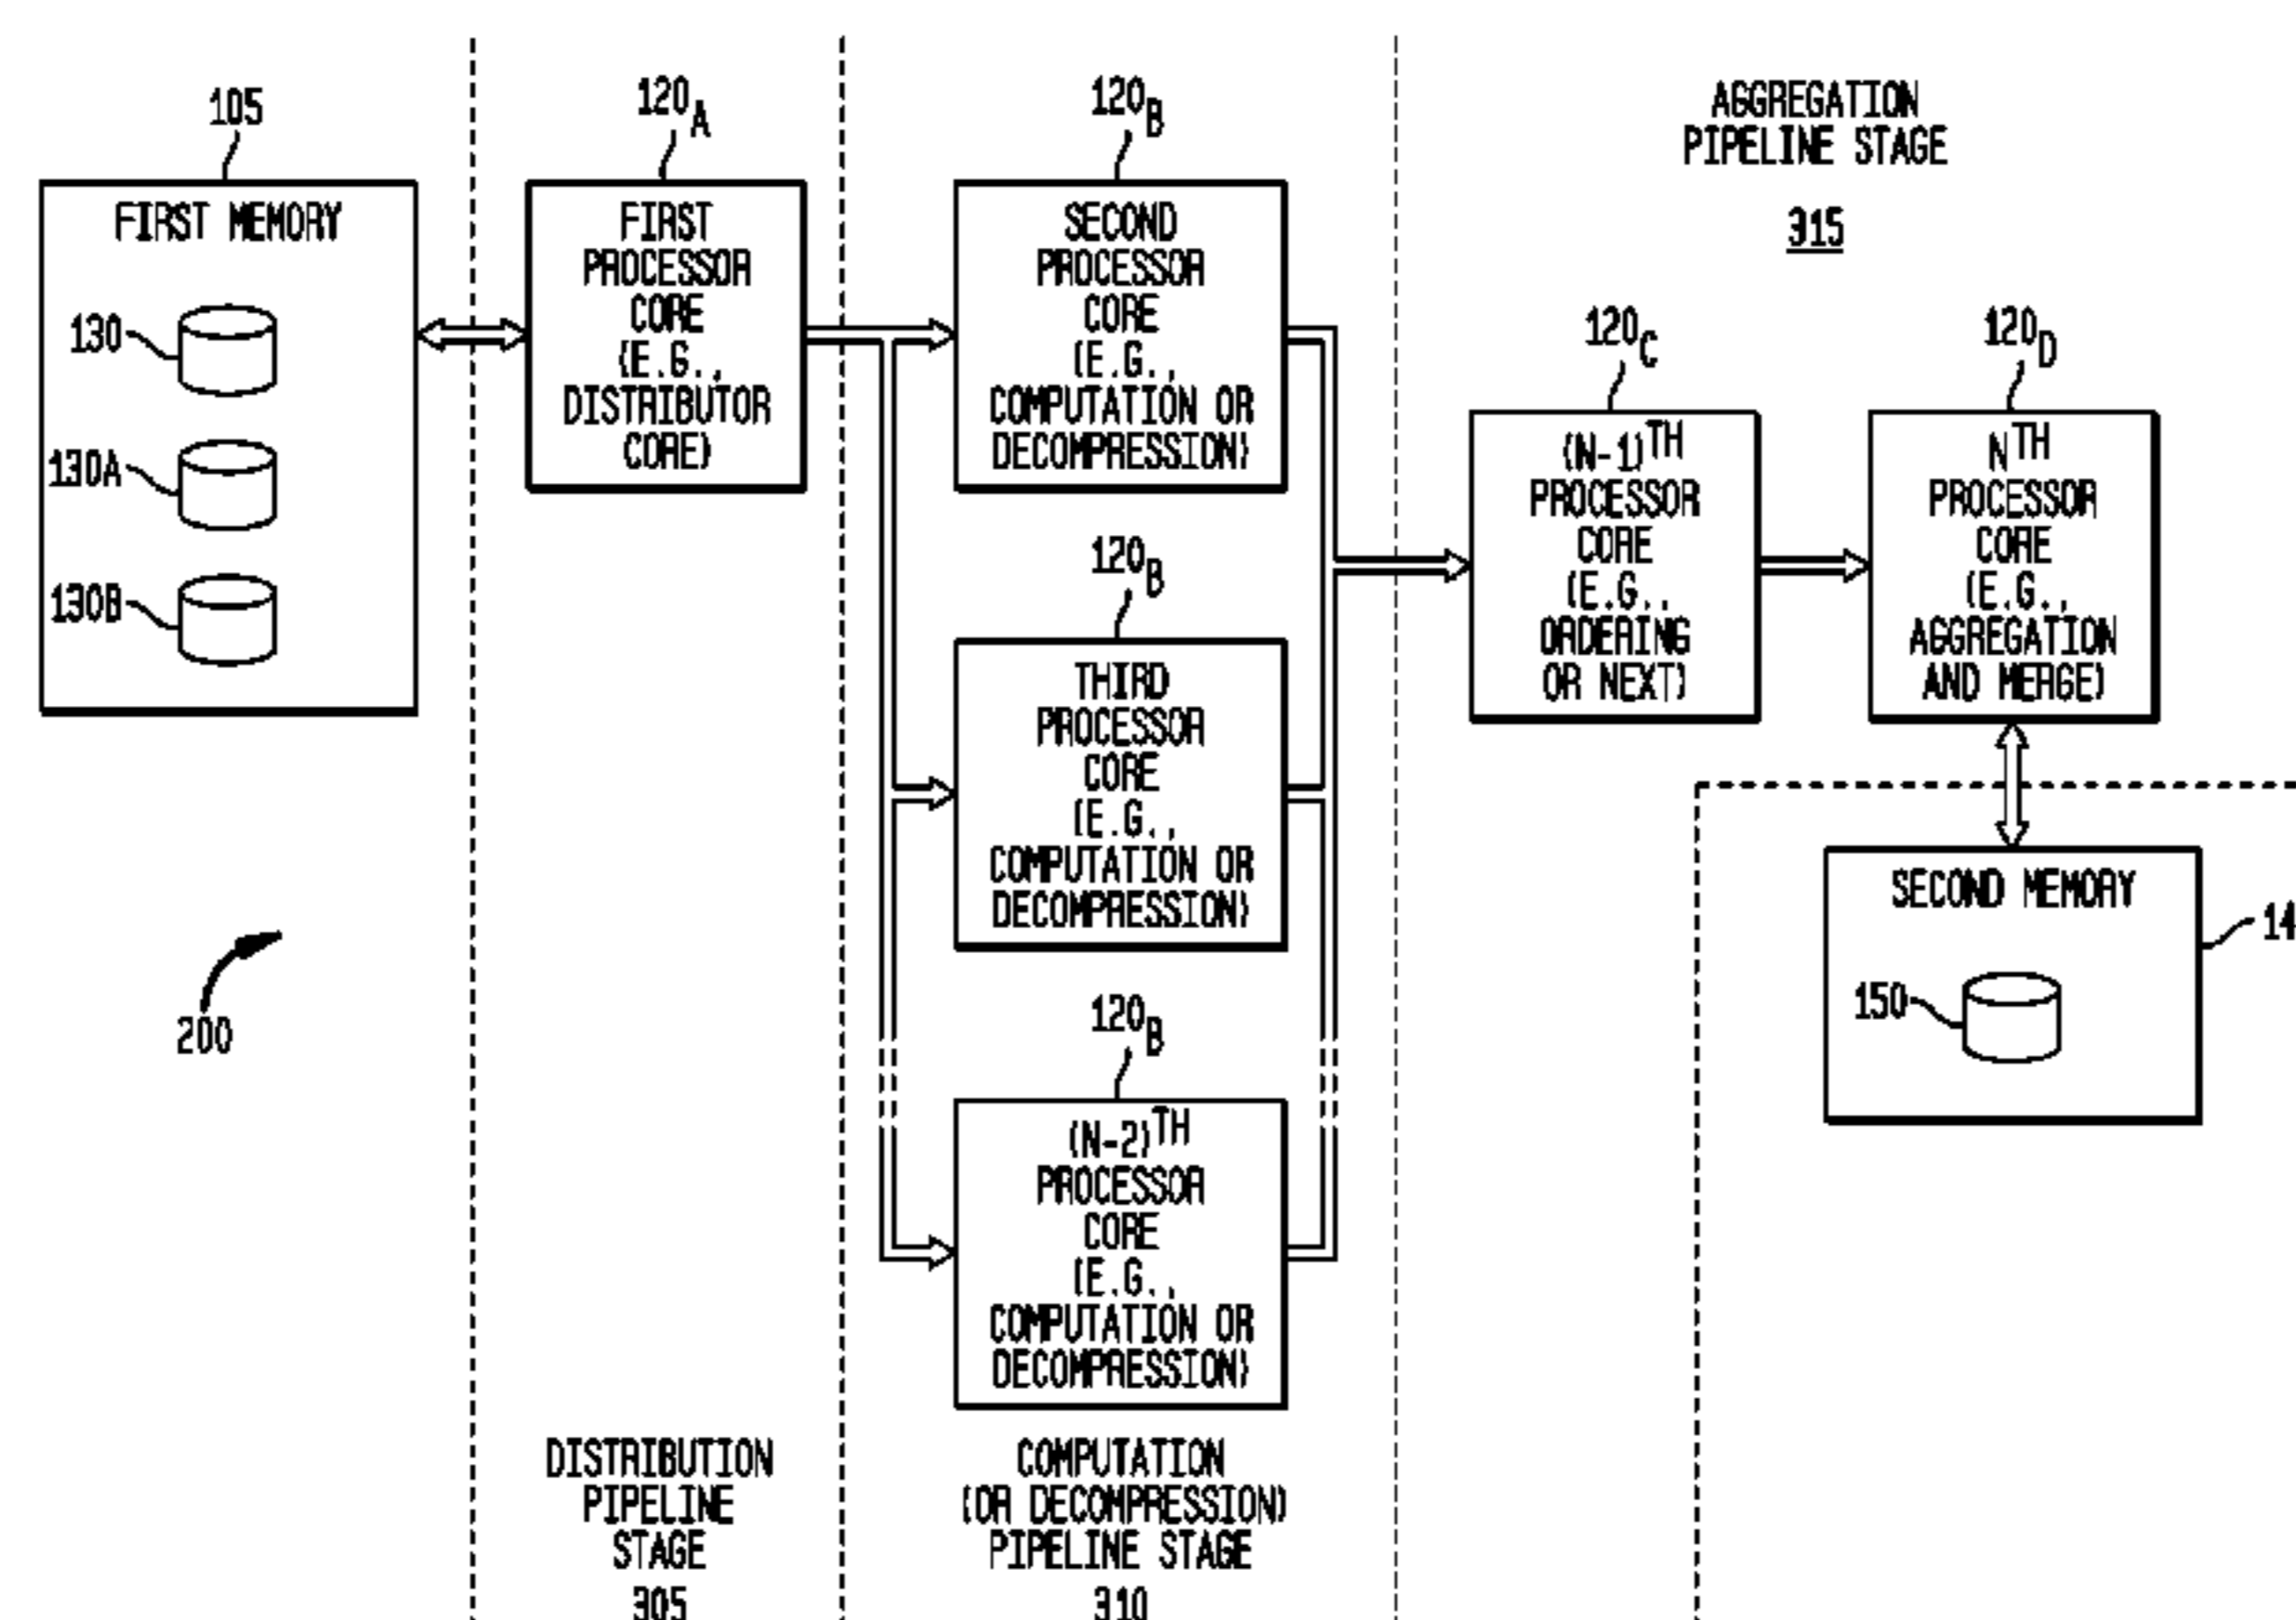 105
FIRST MEMORY
130
130A
130B
200
120A
FIRST
PROCESSOR
CORE
(E.G.,
DISTRIBUTOR
CORE)
DISTRIBUTION
PIPELINE
STAGE
305
120B
SECOND
PROCESSOR
CORE
(E.G.,
COMPUTATION OR
DECOMPRESSION)
120B
THIRD
PROCESSOR
CORE
(E.G.,
COMPUTATION OR
DECOMPRESSION)
120B
(N-2)TH
PROCESSOR
CORE
(E.G.,
COMPUTATION OR
DECOMPRESSION)
COMPUTATION
(OR DECOMPRESSION)
PIPELINE STAGE
310
AGGREGATION
PIPELINE STAGE
315
120C
(N-1)TH
PROCESSOR
CORE
(E.G.,
ORDERING
OR NEXT)
120D
NTH
PROCESSOR
CORE
(E.G.,
AGGREGATION
AND MERGE)
SECOND MEMORY
14
150